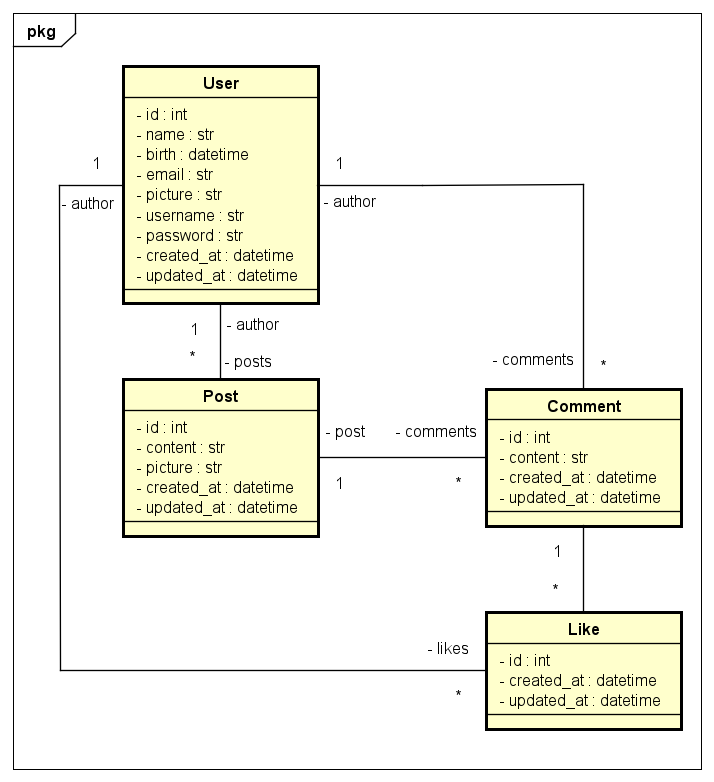 pkg
User
- id : int
- name : str
- birth : datetime
- email : str
- picture : str
- username : str
- password : str
- created_at : datetime
- updated_at : datetime
1
- author
1
- author
1
- author
*
- posts
- comments
*
Post
- id : int
- content : str
- picture : str
- created_at : datetime
- updated_at : datetime
- post
- comments
1
*
Comment
- id : int
- content : str
- created_at : datetime
- updated_at : datetime
1
*
- likes
*
Like
- id : int
- created_at : datetime
- updated_at : datetime